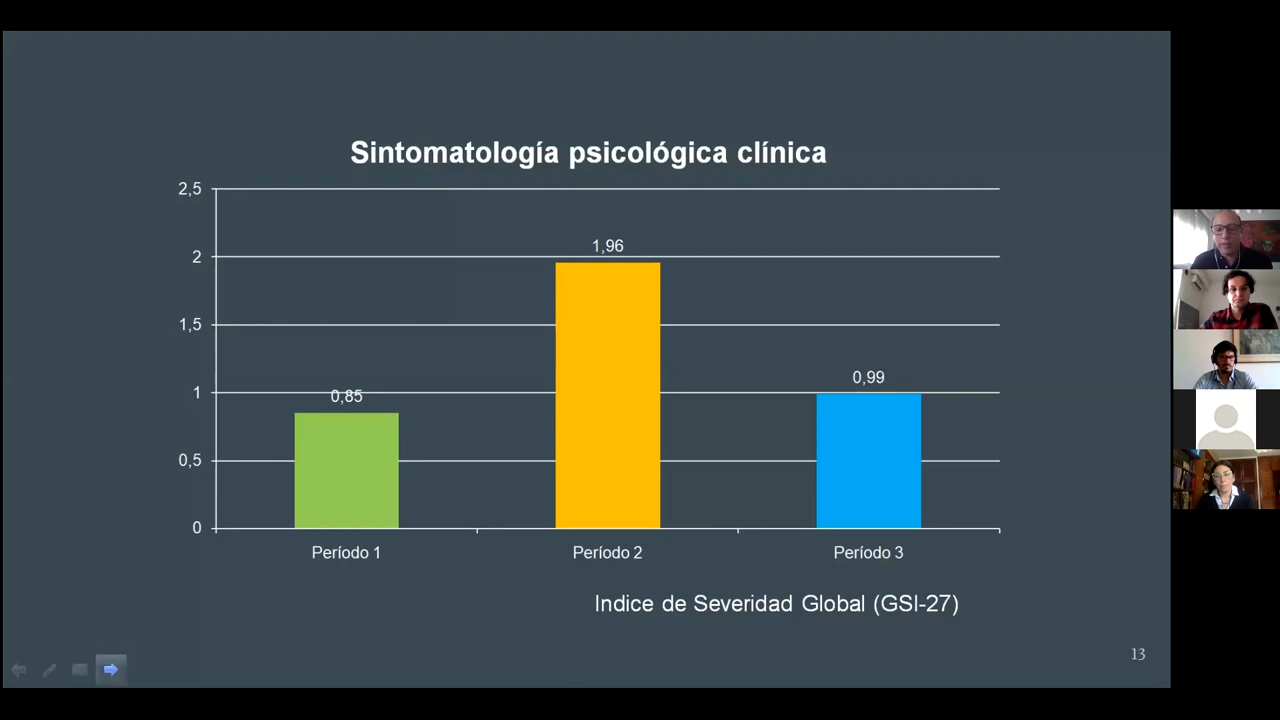 Sintomatología psicológica clínica
2,5
2
1,5
1
0,5
0
0,85
1,96
0,99
Período 1
Período 2
Período 3
Indice de Severidad Global (GSI-27)
13